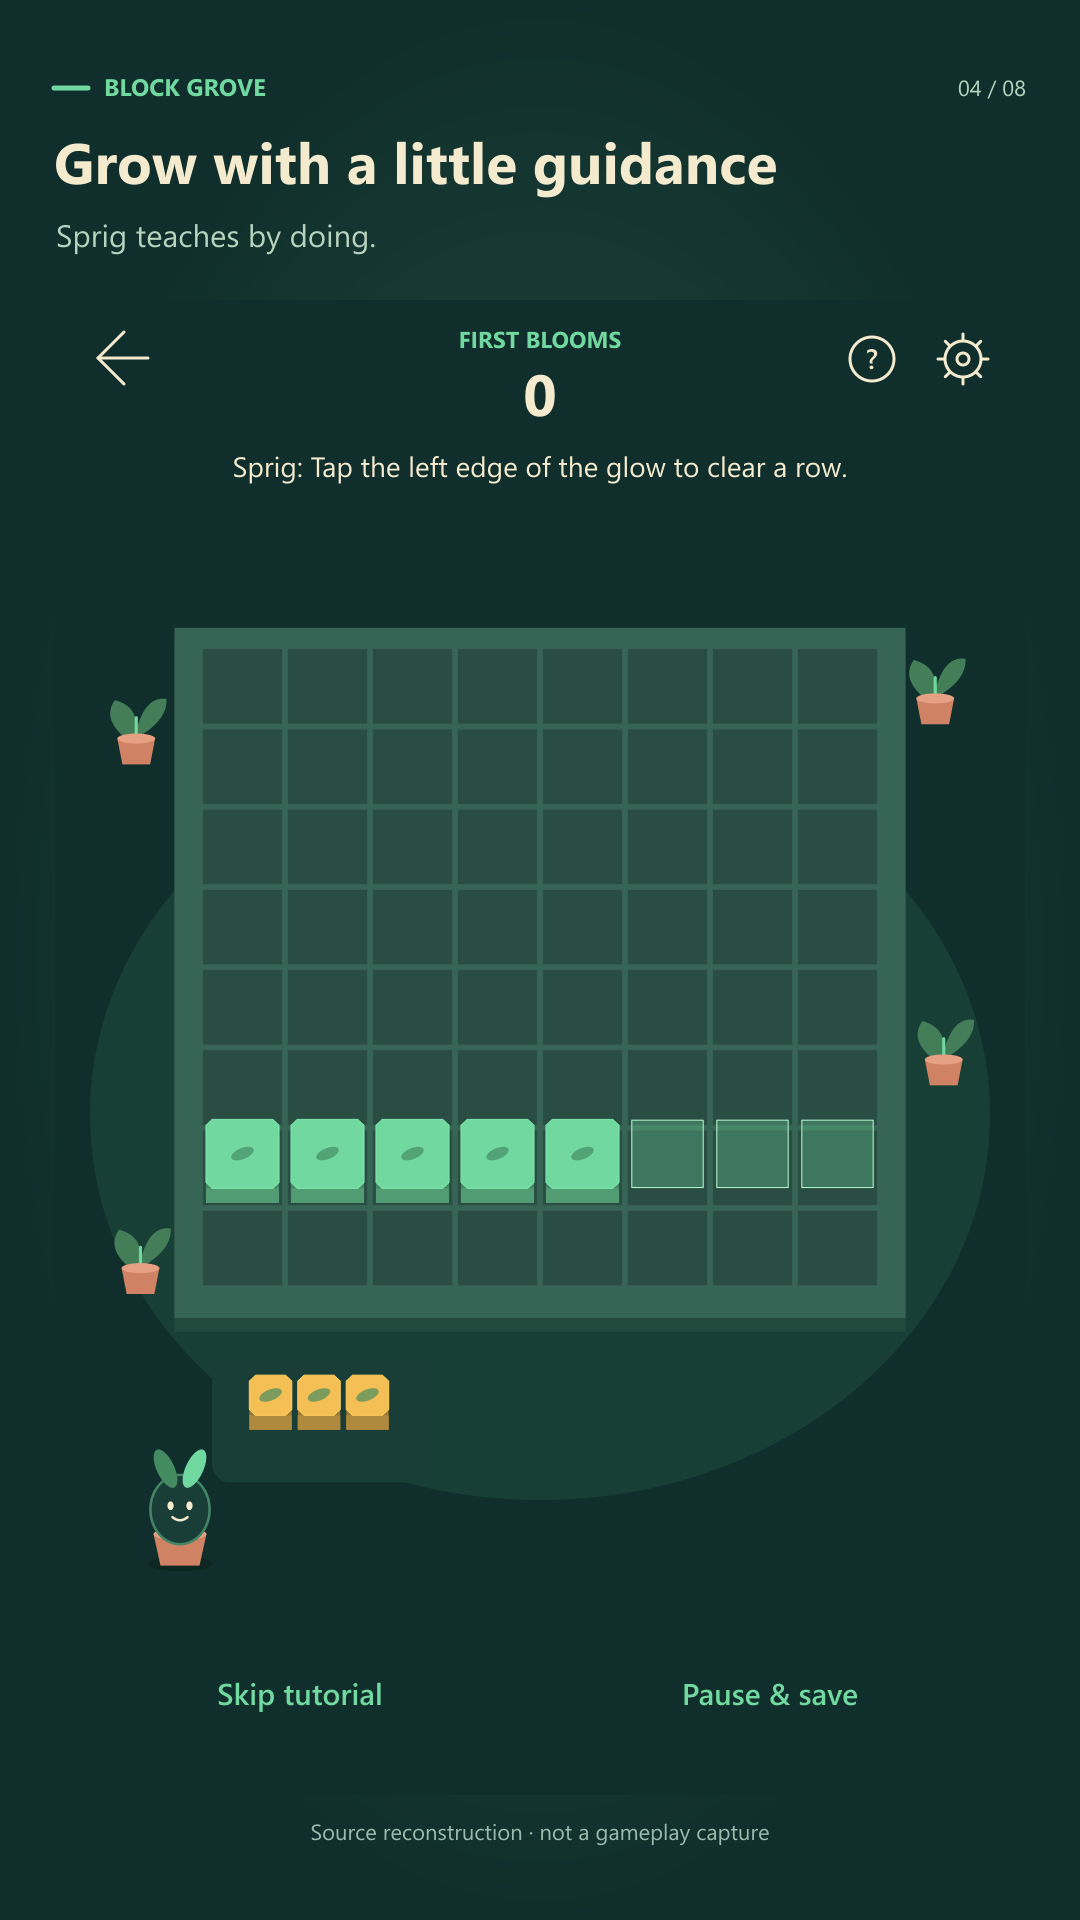 BLOCK GROVE
04 / 08
Grow with a little guidance
Sprig teaches by doing.
FIRST BLOOMS
?
0
Sprig: Tap the left edge of the glow to clear a row.
Skip tutorial
Pause & save
Source reconstruction · not a gameplay capture